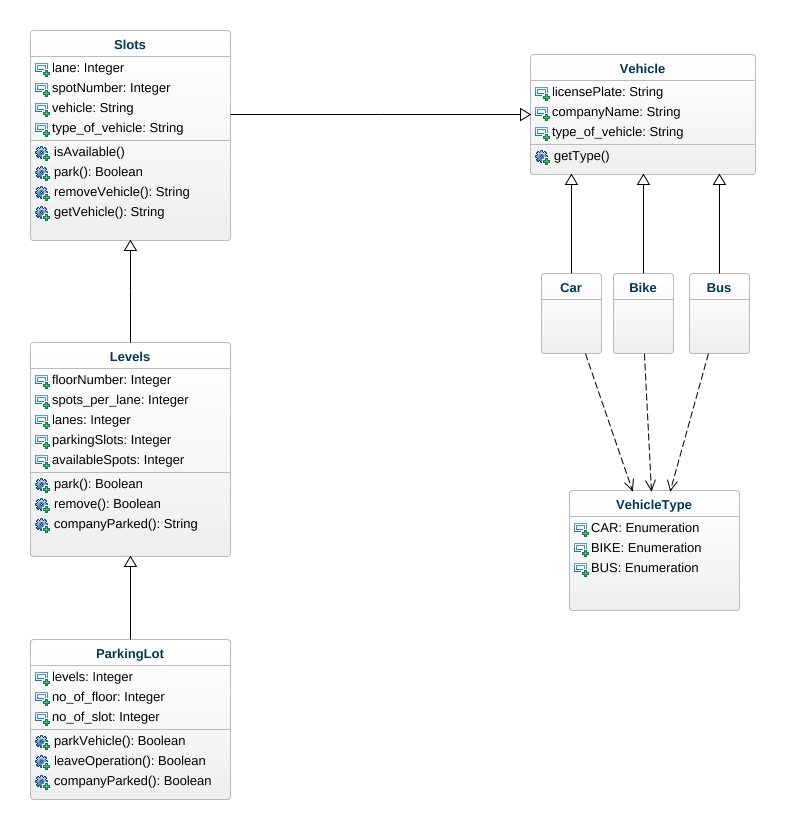 Slots
lane: Integer
spotNumber: Integer
vehicle: String
type_of_vehicle: String
isAvailable()
park(): Boolean
removeVehicle(): String
getVehicle(): String
Vehicle
licensePlate: String
companyName: String
type_of_vehicle: String
getType()
Car
Bike
Bus
Levels
floorNumber: Integer
spots_per_lane: Integer
lanes: Integer
parkingSlots: Integer
availableSpots: Integer
park(): Boolean
remove(): Boolean
companyParked(): String
VehicleType
CAR: Enumeration
BIKE: Enumeration
BUS: Enumeration
ParkingLot
levels: Integer
no_of_floor: Integer
no_of_slot: Integer
parkVehicle(): Boolean
leaveOperation(): Boolean
companyParked(): Boolean